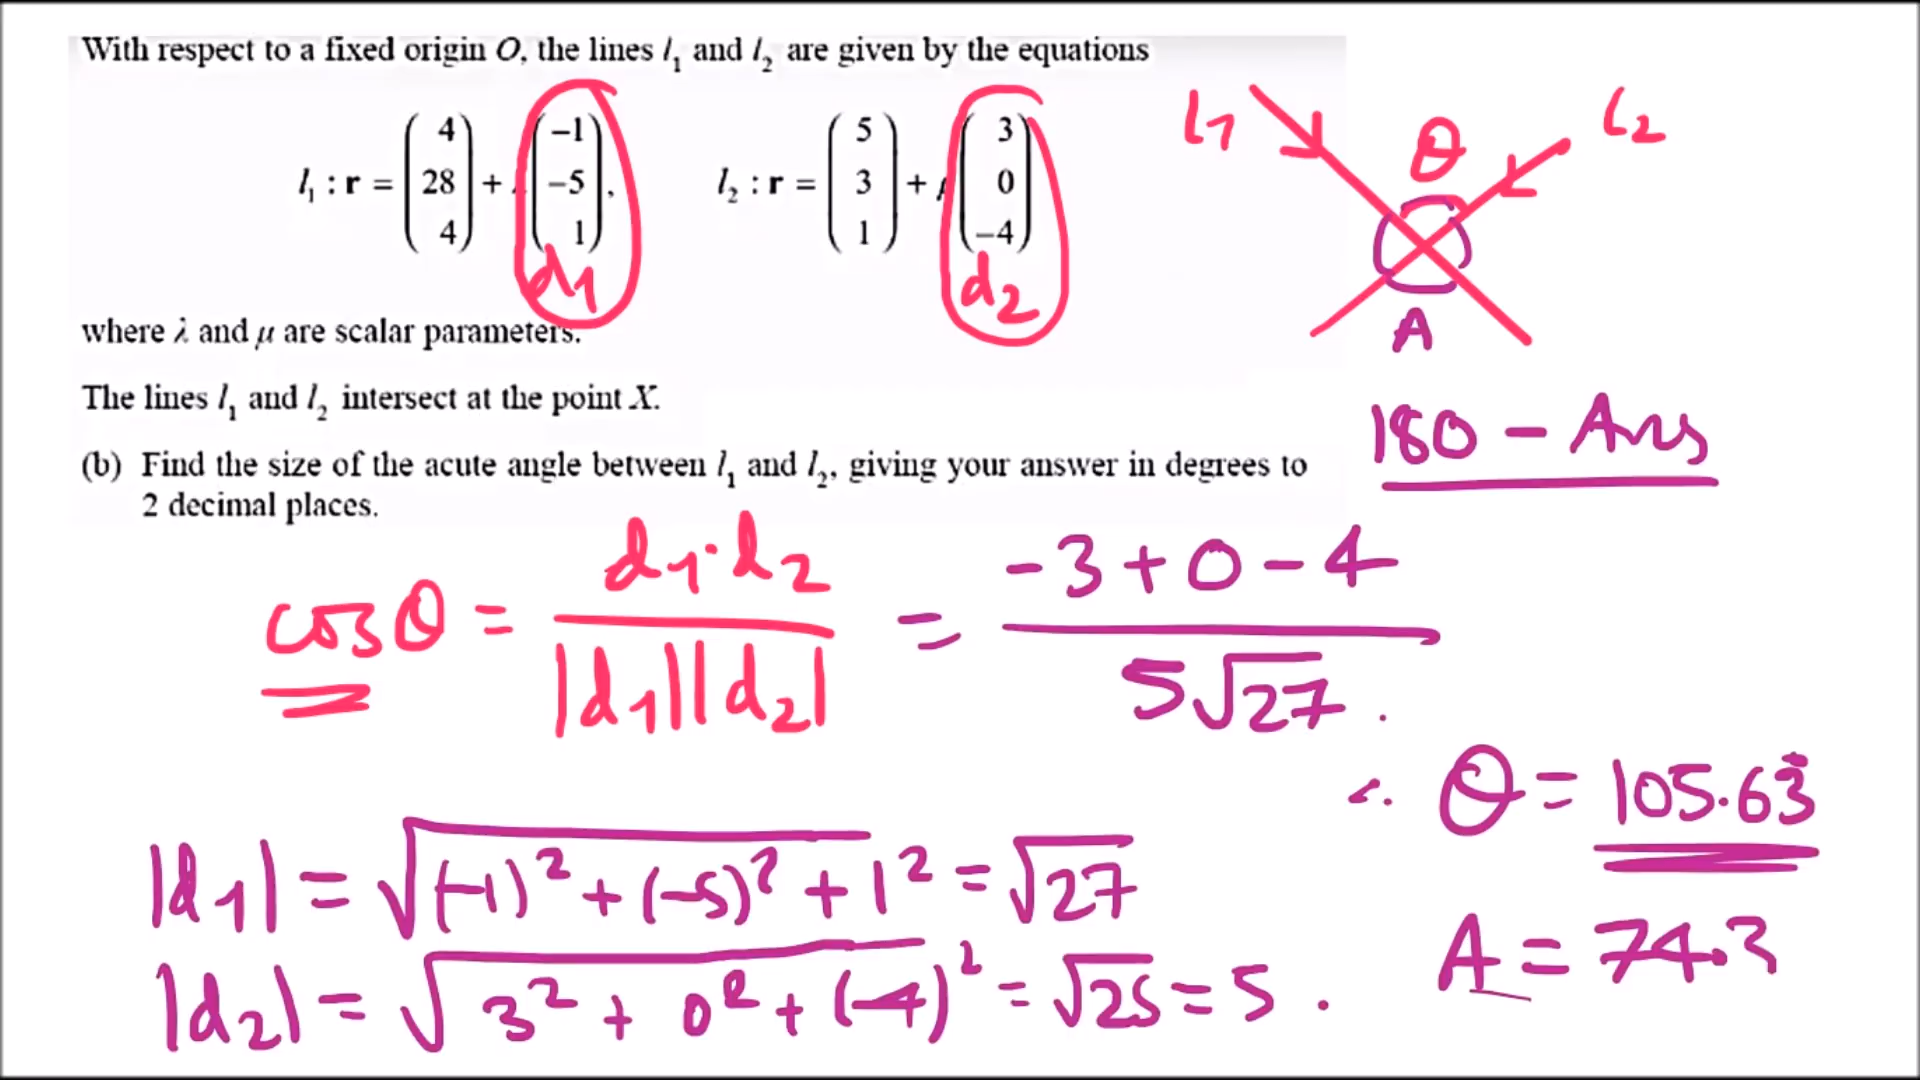 With respect to a fixed origin O, the lines l₁ and l₂ are given by the equations
l₁ : r = (4 28 4) + (−1 −5 1), l₂ : r = (5 3 1) + (3 0 −4)
d₁ d₂
l₁ θ l₂
A
where λ and μ are scalar parameters.
The lines l₁ and l₂ intersect at the point X.
180 − Ans
(b) Find the size of the acute angle between l₁ and l₂, giving your answer in degrees to
2 decimal places.
cos θ = d₁·d₂ / |d₁||d₂| = −3+0−4 / 5√27 .
∴ θ = 105.63
|d₁| = √(−1)² + (−5)² + 1² = √27
A = 74.3
|d₂| = √3² + 0² + (−4)² = √25 = 5 .